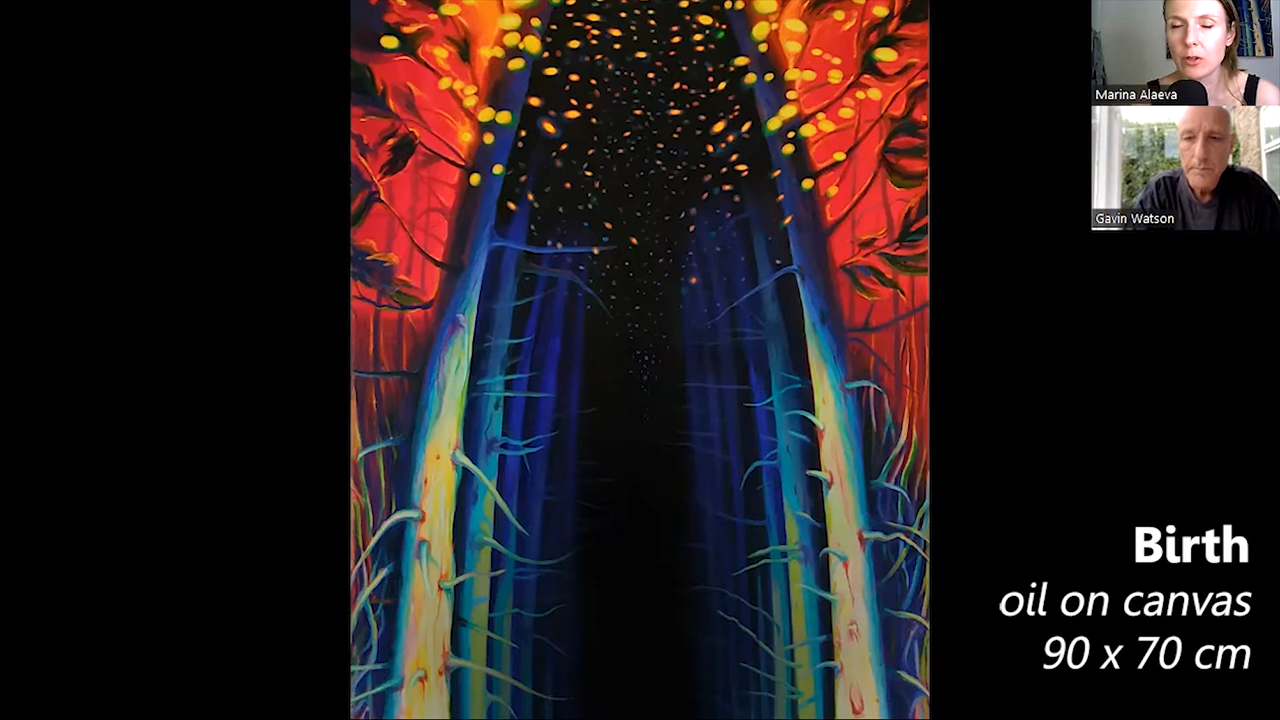 Marina Alaeva
Gavin Watson
Birth
oil on canvas
90 x 70 cm